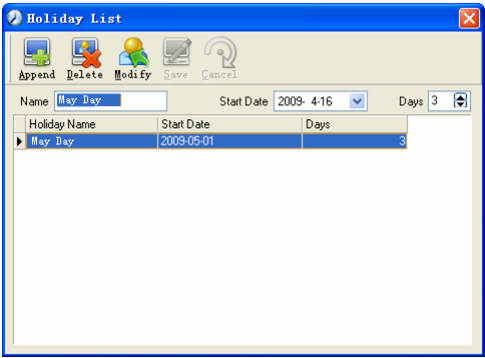 Holiday List
Append Delete Modify Save Cancel
Name May Day Start Date 2009- 4-16 Days 3
Holiday Name Start Date Days
May Day 2009-05-01 3